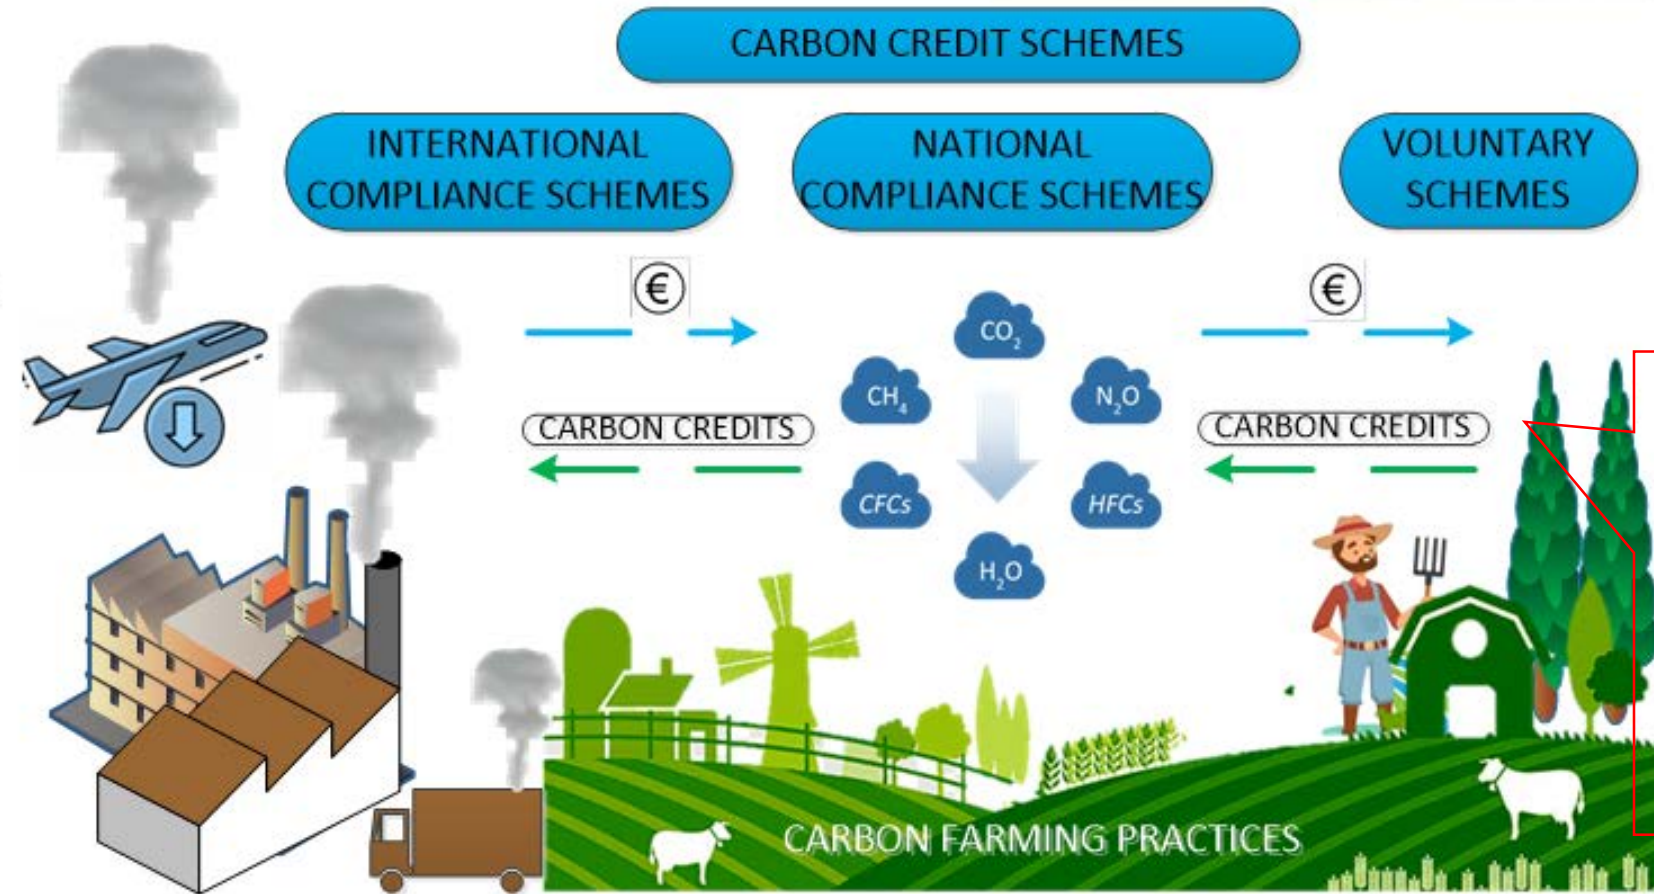 CARBON CREDIT SCHEMES
INTERNATIONAL
COMPLIANCE SCHEMES
NATIONAL
COMPLIANCE SCHEMES
VOLUNTARY
SCHEMES
€
€
CO₂
CH₄
N₂O
CARBON CREDITS
CARBON CREDITS
CFCs
HFCs
H₂O
CARBON FARMING PRACTICES